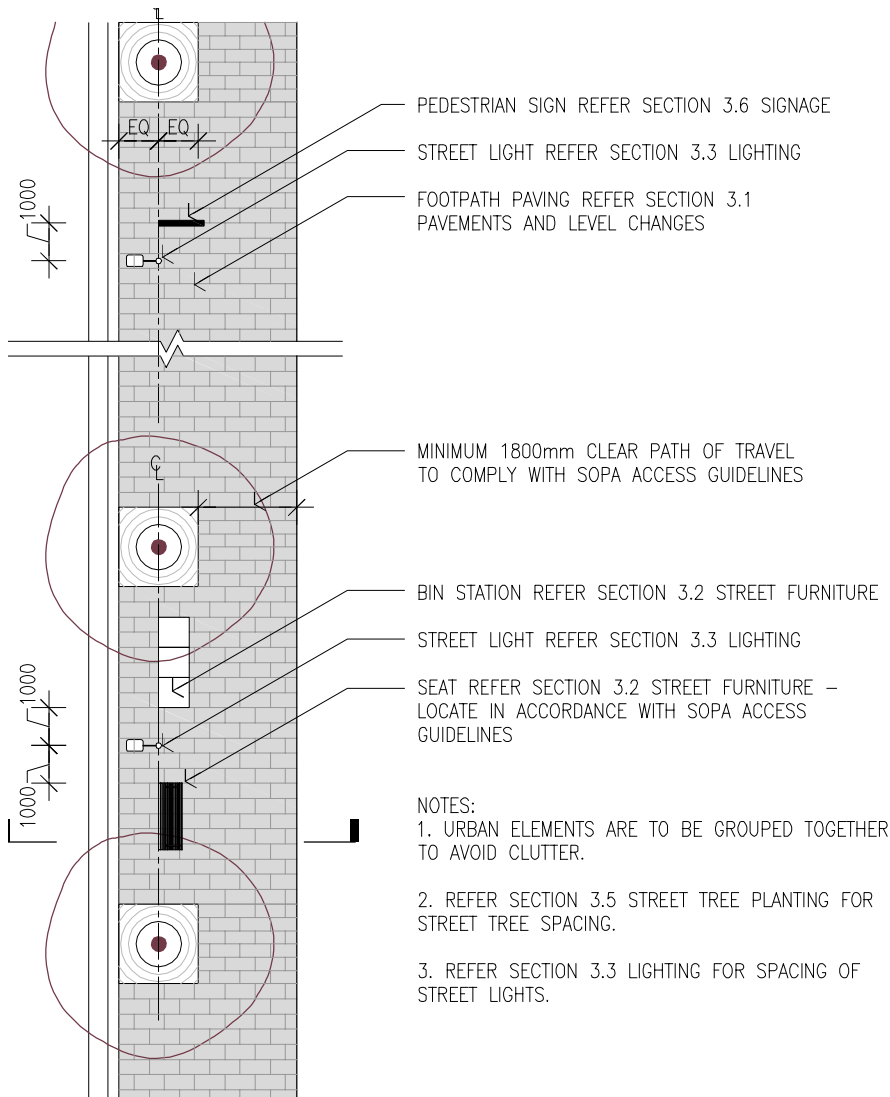 EQ EQ
1000
PEDESTRIAN SIGN REFER SECTION 3.6 SIGNAGE
STREET LIGHT REFER SECTION 3.3 LIGHTING
FOOTPATH PAVING REFER SECTION 3.1
PAVEMENTS AND LEVEL CHANGES
MINIMUM 1800mm CLEAR PATH OF TRAVEL
TO COMPLY WITH SOPA ACCESS GUIDELINES
BIN STATION REFER SECTION 3.2 STREET FURNITURE
STREET LIGHT REFER SECTION 3.3 LIGHTING
SEAT REFER SECTION 3.2 STREET FURNITURE –
LOCATE IN ACCORDANCE WITH SOPA ACCESS
GUIDELINES
1000
1000
NOTES:
1. URBAN ELEMENTS ARE TO BE GROUPED TOGETHER
TO AVOID CLUTTER.
2. REFER SECTION 3.5 STREET TREE PLANTING FOR
STREET TREE SPACING.
3. REFER SECTION 3.3 LIGHTING FOR SPACING OF
STREET LIGHTS.